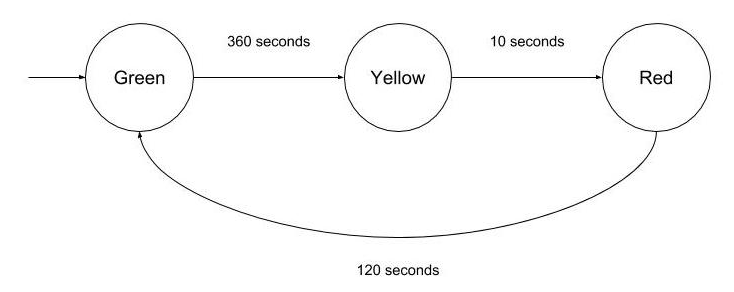 360 seconds
10 seconds
Green
Yellow
Red
120 seconds